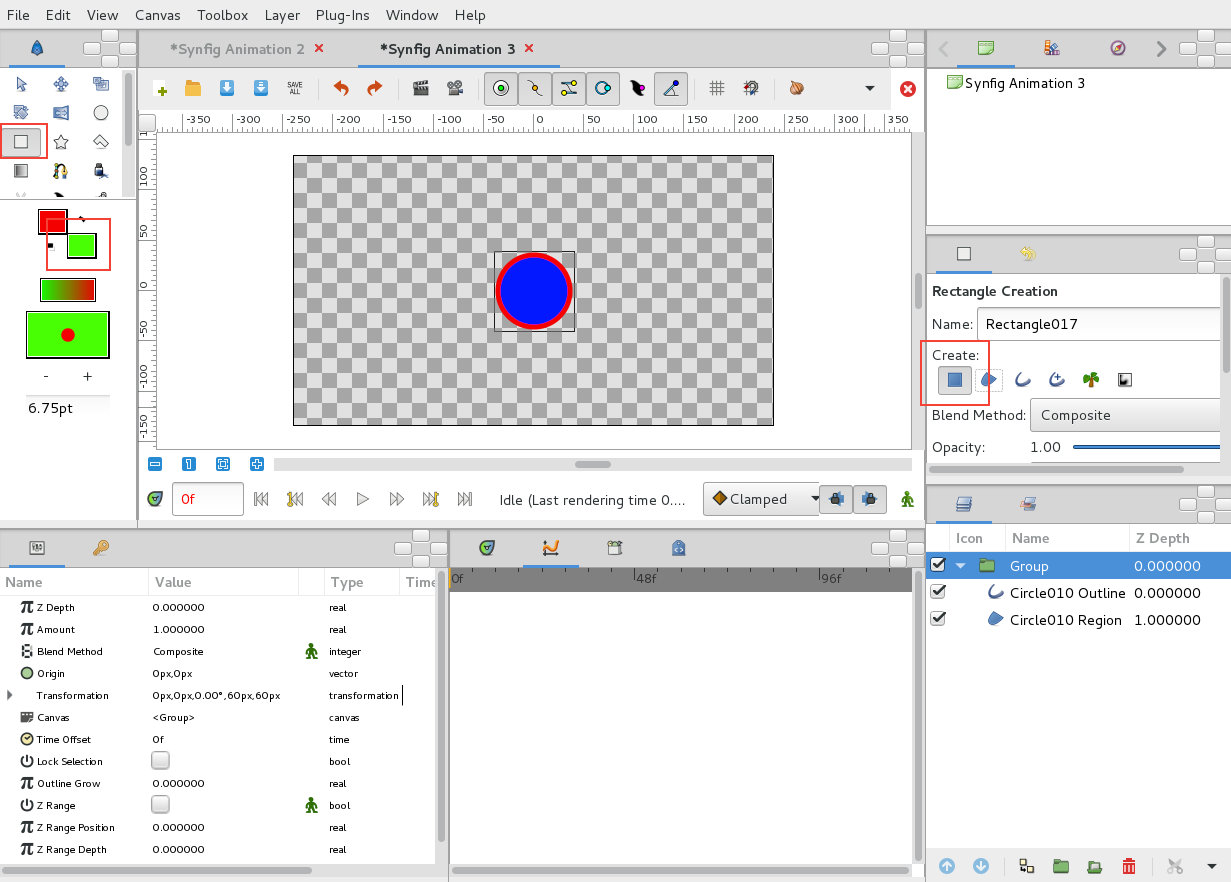 File Edit View Canvas Toolbox Layer Plug-Ins Window Help
*Synfig Animation 2
*Synfig Animation 3
SAVE ALL
-350 -300 -250 -200 -150 -100 -50 0 50 100 150 200 250 300 350
100
50
0
-50
-100
-150
- +
6.75pt
0f
Idle (Last rendering time 0....
Clamped
Synfig Animation 3
Rectangle Creation
Name: Rectangle017
Create:
Blend Method: Composite
Opacity: 1.00
Icon Name Z Depth
Group 0.000000
Circle010 Outline 0.000000
Circle010 Region 1.000000
Name Value Type Time
Z Depth 0.000000 real
Amount 1.000000 real
Blend Method Composite integer
Origin 0px,0px vector
Transformation 0px,0px,0.00°,60px,60px transformation
Canvas <Group> canvas
Time Offset 0f time
Lock Selection bool
Outline Grow 0.000000 real
Z Range bool
Z Range Position 0.000000 real
Z Range Depth 0.000000 real
0f 48f 96f